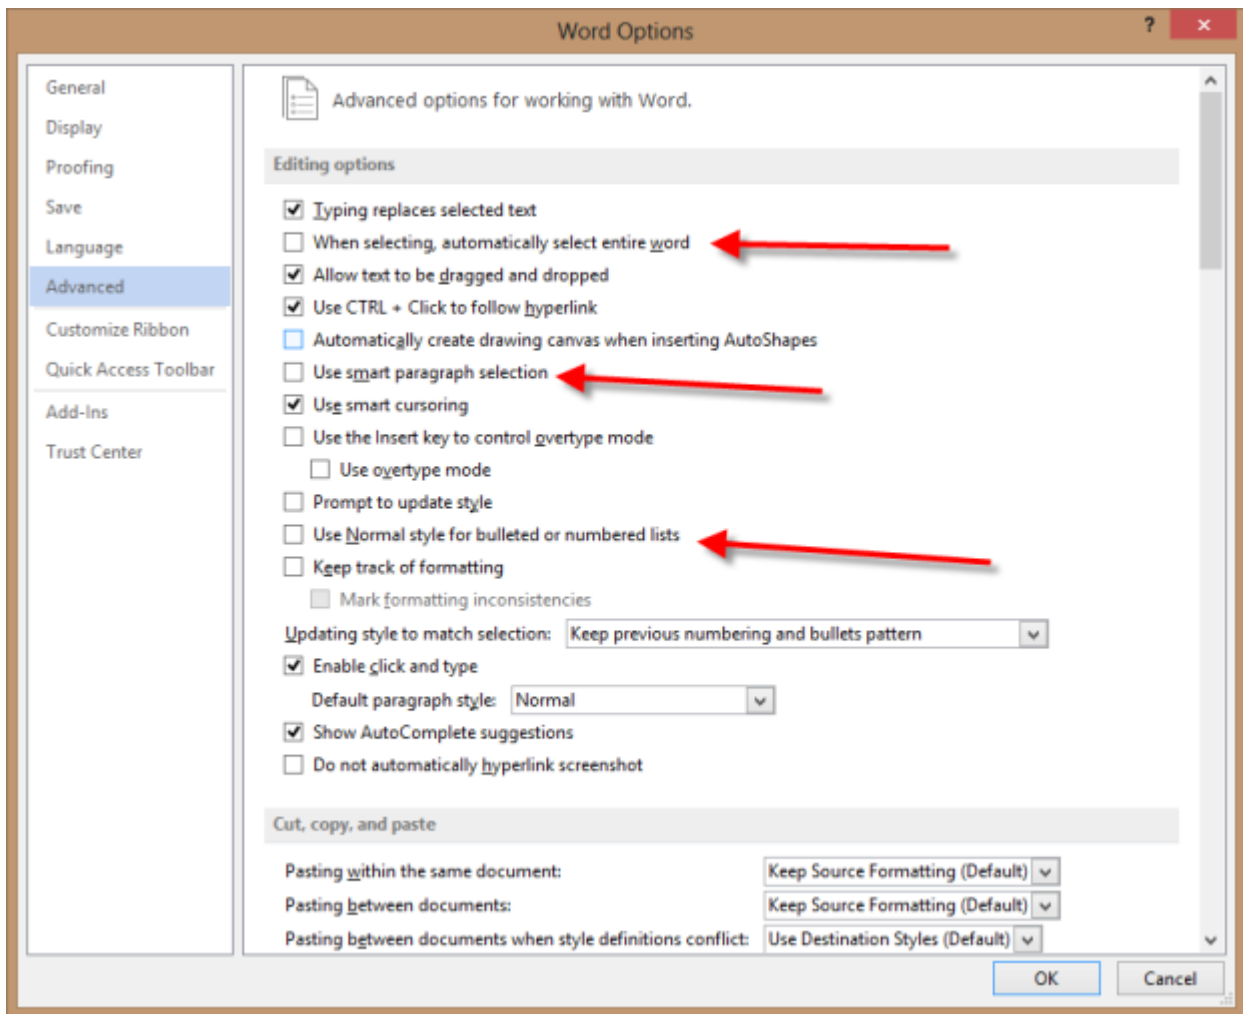 Word Options
?
General
Display
Proofing
Save
Language
Advanced
Customize Ribbon
Quick Access Toolbar
Add-Ins
Trust Center
Advanced options for working with Word.
Editing options
Typing replaces selected text
When selecting, automatically select entire word
Allow text to be dragged and dropped
Use CTRL + Click to follow hyperlink
Automatically create drawing canvas when inserting AutoShapes
Use smart paragraph selection
Use smart cursoring
Use the Insert key to control overtype mode
Use overtype mode
Prompt to update style
Use Normal style for bulleted or numbered lists
Keep track of formatting
Mark formatting inconsistencies
Updating style to match selection: Keep previous numbering and bullets pattern
Enable click and type
Default paragraph style: Normal
Show AutoComplete suggestions
Do not automatically hyperlink screenshot
Cut, copy, and paste
Pasting within the same document: Keep Source Formatting (Default)
Pasting between documents: Keep Source Formatting (Default)
Pasting between documents when style definitions conflict: Use Destination Styles (Default)
OK Cancel